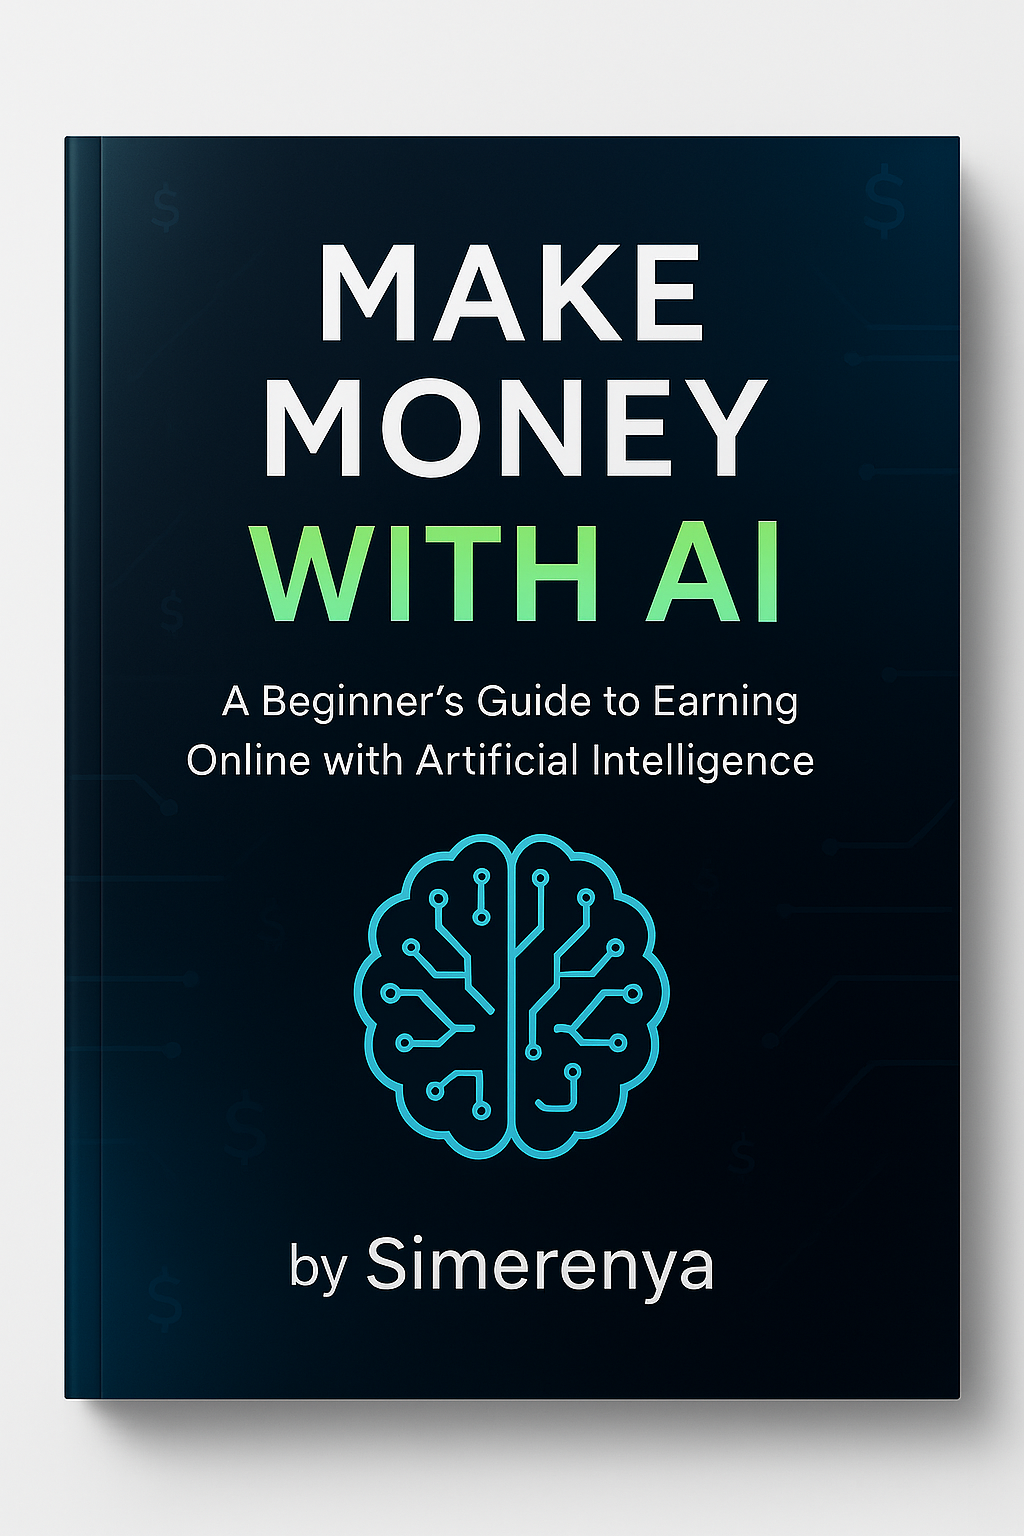 MAKE
MONEY
WITH AI
A Beginner’s Guide to Earning
Online with Artificial Intelligence
by Simerenya